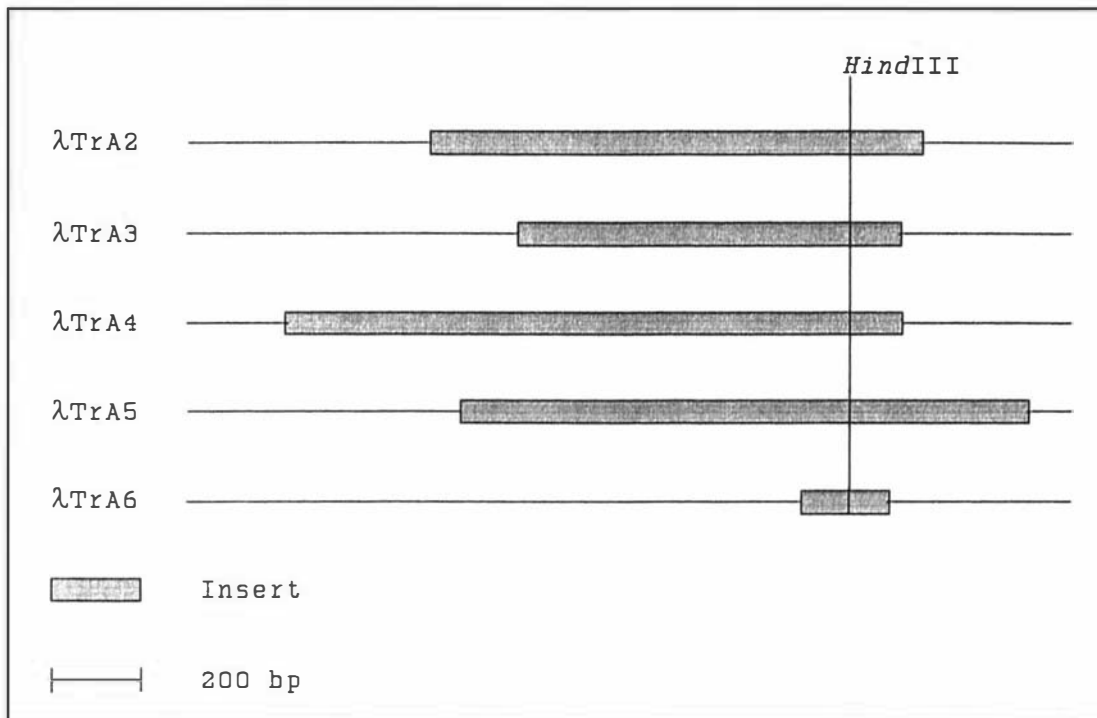 HindIII
λTrA2
λTrA3
λTrA4
λTrA5
λTrA6
Insert
200 bp